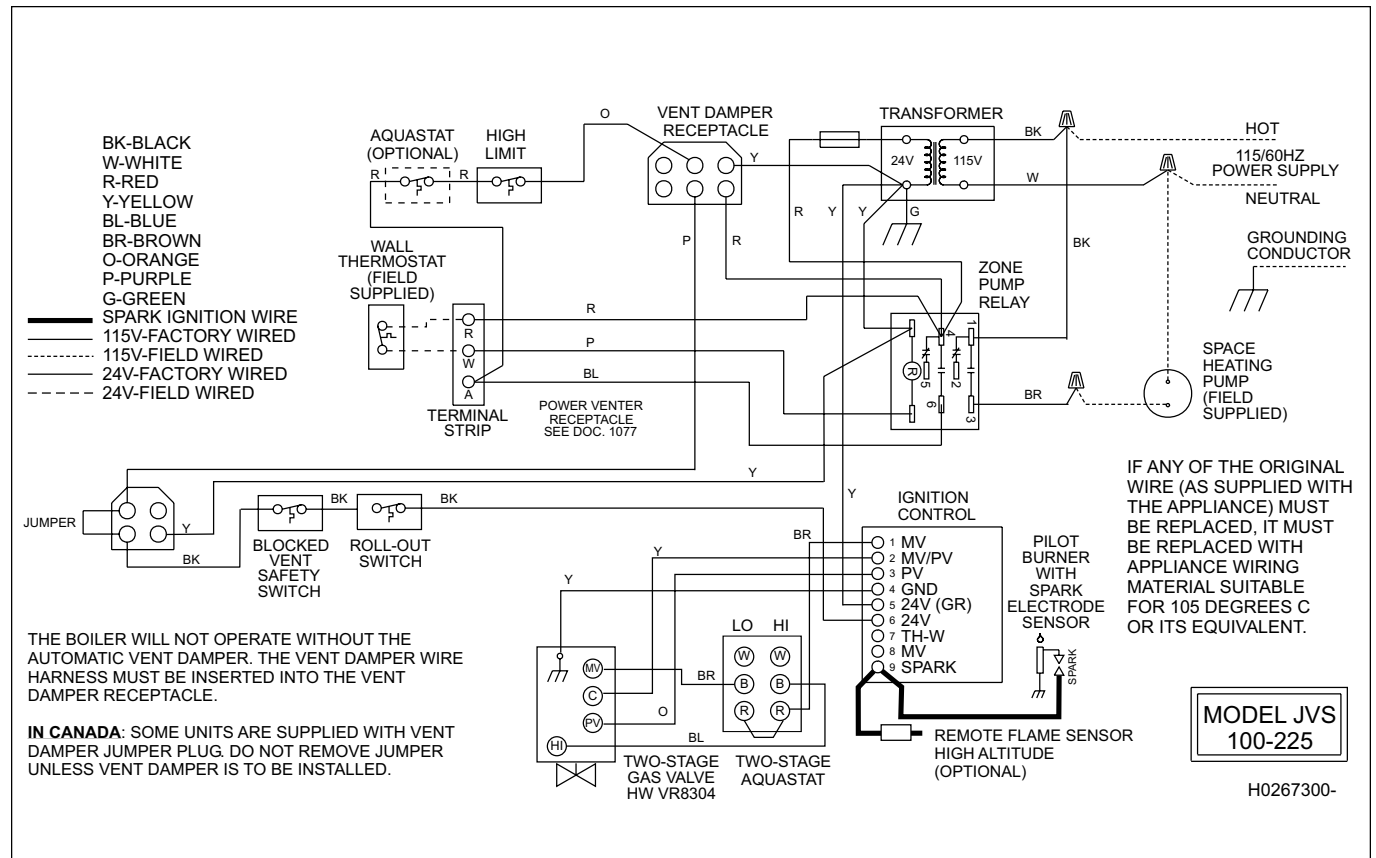 BK-BLACK
W-WHITE
R-RED
Y-YELLOW
BL-BLUE
BR-BROWN
O-ORANGE
P-PURPLE
G-GREEN
SPARK IGNITION WIRE
115V-FACTORY WIRED
115V-FIELD WIRED
24V-FACTORY WIRED
24V-FIELD WIRED
AQUASTAT
(OPTIONAL)
HIGH
LIMIT
R
R
O
VENT DAMPER
RECEPTACLE
Y
P
R
TRANSFORMER
24V
115V
BK
W
R
Y
Y
G
BK
HOT
115/60HZ
POWER SUPPLY
NEUTRAL
GROUNDING
CONDUCTOR
WALL
THERMOSTAT
(FIELD
SUPPLIED)
R
W
A
TERMINAL
STRIP
R
P
BL
POWER VENTER
RECEPTACLE
SEE DOC. 1077
ZONE
PUMP
RELAY
1
4
R
5
2
6
3
BR
SPACE
HEATING
PUMP
(FIELD
SUPPLIED)
JUMPER
Y
Y
BK
BK
BK
BLOCKED
VENT
SAFETY
SWITCH
ROLL-OUT
SWITCH
Y
IGNITION
CONTROL
BR
1 MV
2 MV/PV
3 PV
4 GND
5 24V (GR)
6 24V
7 TH-W
8 MV
9 SPARK
PILOT
BURNER
WITH
SPARK
ELECTRODE
SENSOR
SPARK
IF ANY OF THE ORIGINAL
WIRE (AS SUPPLIED WITH
THE APPLIANCE) MUST
BE REPLACED, IT MUST
BE REPLACED WITH
APPLIANCE WIRING
MATERIAL SUITABLE
FOR 105 DEGREES C
OR ITS EQUIVALENT.
Y
Y
MV
C
PV
HI
BR
O
BL
LO HI
W W
B B
R R
TWO-STAGE
GAS VALVE
HW VR8304
TWO-STAGE
AQUASTAT
REMOTE FLAME SENSOR
HIGH ALTITUDE
(OPTIONAL)
THE BOILER WILL NOT OPERATE WITHOUT THE
AUTOMATIC VENT DAMPER. THE VENT DAMPER WIRE
HARNESS MUST BE INSERTED INTO THE VENT
DAMPER RECEPTACLE.
IN CANADA: SOME UNITS ARE SUPPLIED WITH VENT
DAMPER JUMPER PLUG. DO NOT REMOVE JUMPER
UNLESS VENT DAMPER IS TO BE INSTALLED.
MODEL JVS
100-225
H0267300-